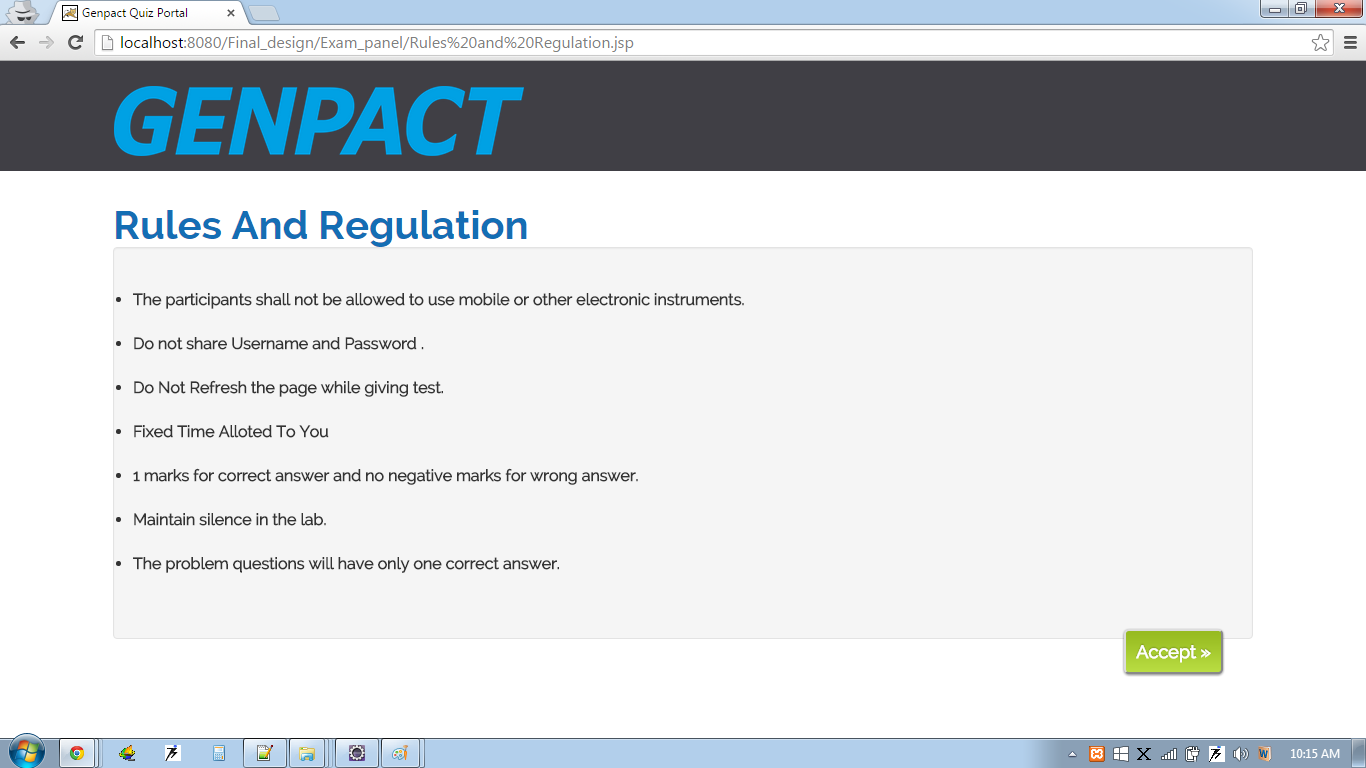 Genpact Quiz Portal
localhost:8080/Final_design/Exam_panel/Rules%20and%20Regulation.jsp
GENPACT
Rules And Regulation
• The participants shall not be allowed to use mobile or other electronic instruments.
• Do not share Username and Password .
• Do Not Refresh the page while giving test.
• Fixed Time Alloted To You
• 1 marks for correct answer and no negative marks for wrong answer.
• Maintain silence in the lab.
• The problem questions will have only one correct answer.
Accept »
10:15 AM